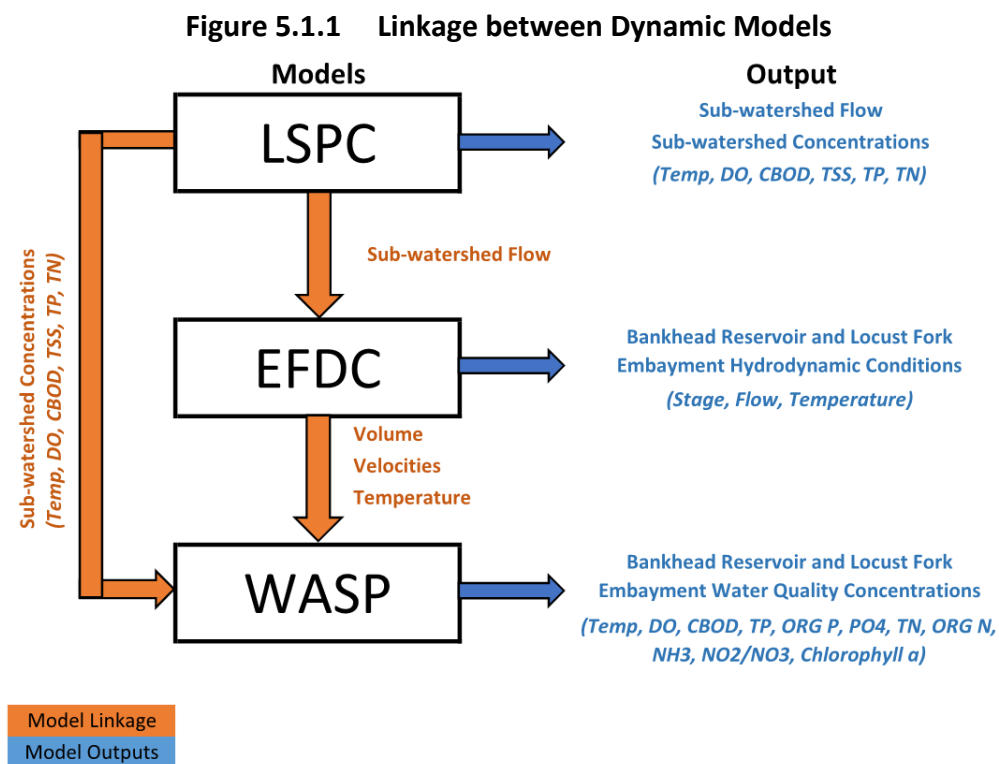 Figure 5.1.1 Linkage between Dynamic Models
Models
Output
LSPC
Sub-watershed Flow
Sub-watershed Concentrations
(Temp, DO, CBOD, TSS, TP, TN)
Sub-watershed Flow
Sub-watershed Concentrations
(Temp, DO, CBOD, TSS, TP, TN)
EFDC
Bankhead Reservoir and Locust Fork
Embayment Hydrodynamic Conditions
(Stage, Flow, Temperature)
Volume
Velocities
Temperature
WASP
Bankhead Reservoir and Locust Fork
Embayment Water Quality Concentrations
(Temp, DO, CBOD, TP, ORG P, PO4, TN, ORG N,
NH3, NO2/NO3, Chlorophyll a)
Model Linkage
Model Outputs